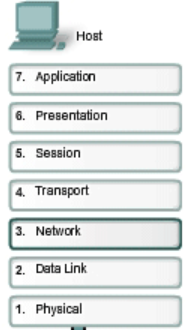 Host
7. Application
6. Presentation
5. Session
4. Transport
3. Network
2. Data Link
1. Physical